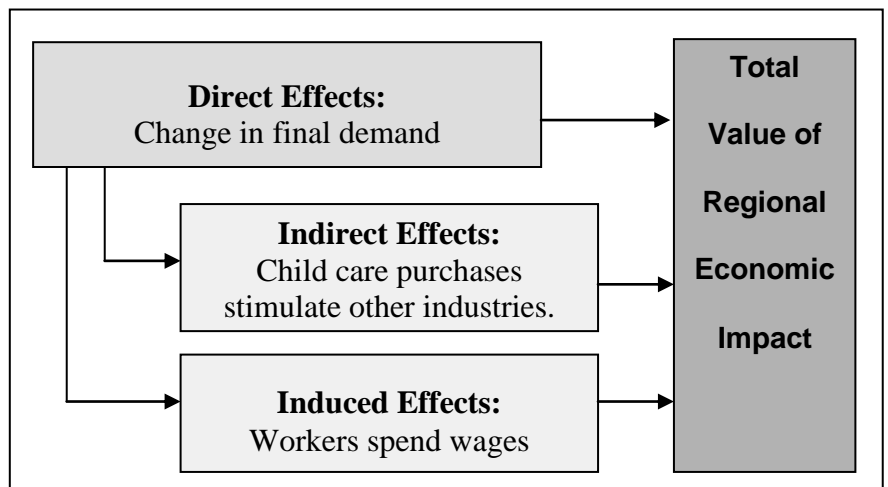 Direct Effects:
Change in final demand
Indirect Effects:
Child care purchases
stimulate other industries.
Induced Effects:
Workers spend wages
Total
Value of
Regional
Economic
Impact